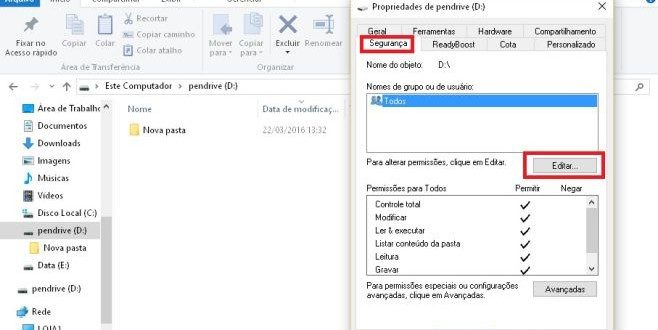 Arquivo
Início
Compartilhar
Exibir
Fixar no
Acesso rápido
Copiar
Colar
Recortar
Copiar caminho
Colar atalho
Área de Transferência
Mover
para
Copiar
para
Excluir
Renomear
Organizar
Este Computador
pendrive (D:)
Área de Trabalho
Documentos
Downloads
Imagens
Músicas
Vídeos
Disco Local (C:)
pendrive (D:)
Nova pasta
Data (E:)
pendrive (D:)
Rede
LOJA1
Nome
Data de modificaç...
Nova pasta
22/03/2016 13:32
Propriedades de pendrive (D:)
Geral
Ferramentas
Hardware
Compartilhamento
Segurança
ReadyBoost
Cota
Personalizado
Nome do objeto: D:\
Nomes de grupo ou de usuário:
Todos
Para alterar permissões, clique em Editar.
Editar...
Permissões para Todos
Permitir
Negar
Controle total
Modificar
Ler & executar
Listar conteúdo da pasta
Leitura
Gravar
Para permissões especiais ou configurações
avançadas, clique em Avançadas.
Avançadas